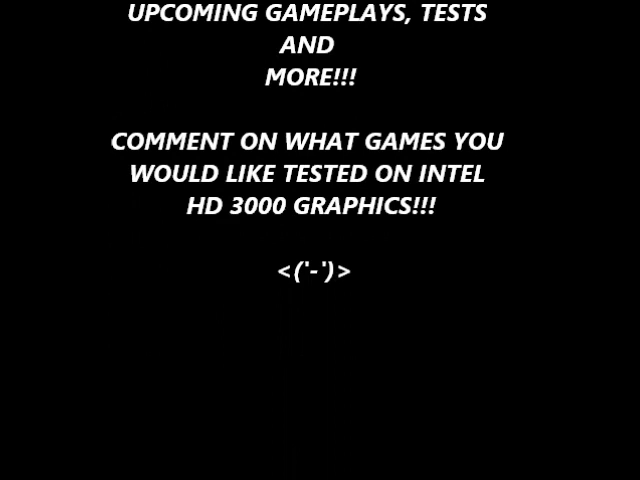 UPCOMING GAMEPLAYS, TESTS
AND
MORE!!!
COMMENT ON WHAT GAMES YOU
WOULD LIKE TESTED ON INTEL
HD 3000 GRAPHICS!!!
<('-')>